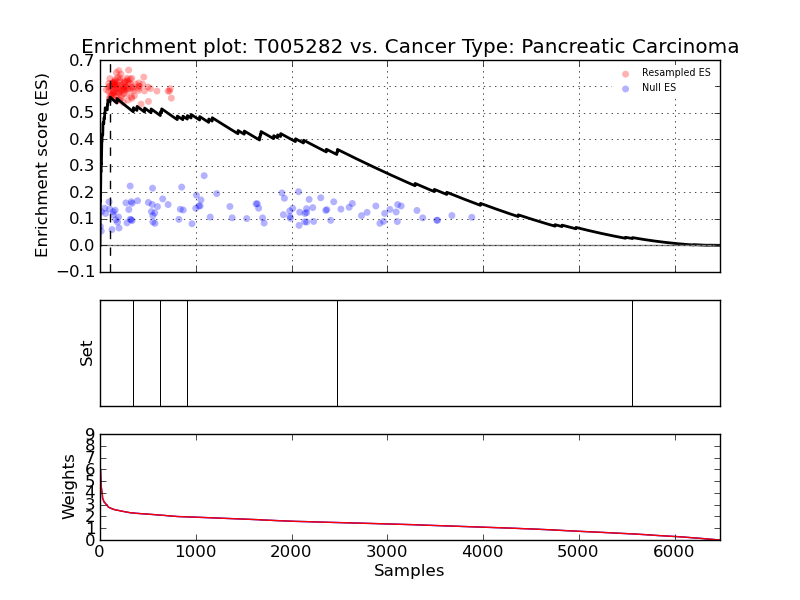 Enrichment plot: T005282 vs. Cancer Type: Pancreatic Carcinoma
Enrichment score (ES)
0.7
0.6
0.5
0.4
0.3
0.2
0.1
0.0
−0.1
Resampled ES
Null ES
Set
Weights
9
8
7
6
5
4
3
2
1
0
0 1000 2000 3000 4000 5000 6000
Samples